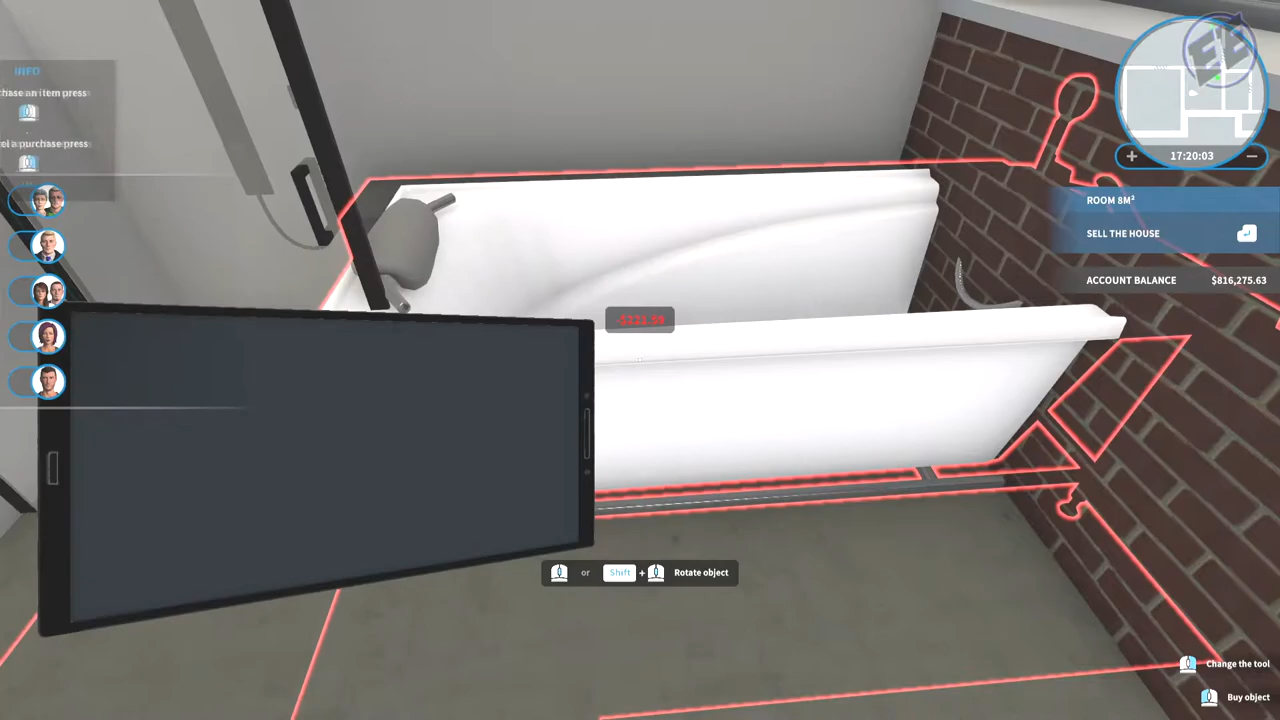 INFO
hase an item press
el a purchase press
17:20:03
ROOM 8M²
SELL THE HOUSE
ACCOUNT BALANCE $816,275.63
or Shift + Rotate object
Change the tool
Buy object